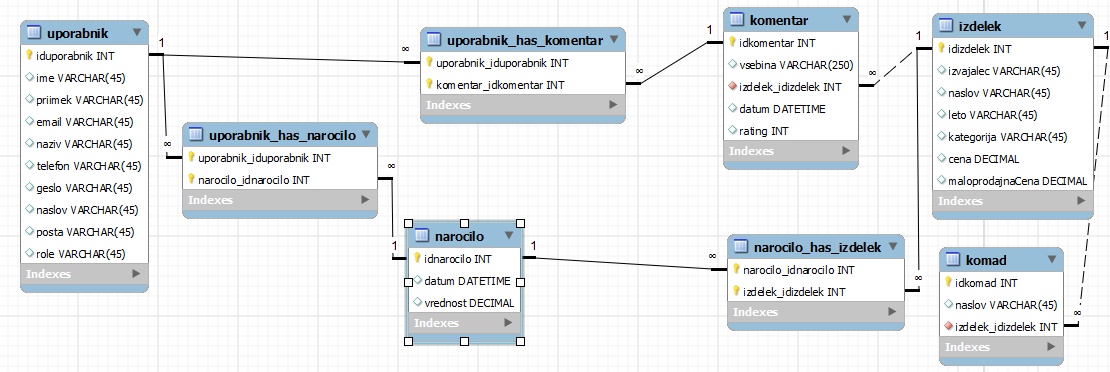 uporabnik
iduporabnik INT
ime VARCHAR(45)
priimek VARCHAR(45)
email VARCHAR(45)
naziv VARCHAR(45)
telefon VARCHAR(45)
geslo VARCHAR(45)
naslov VARCHAR(45)
posta VARCHAR(45)
role VARCHAR(45)
Indexes
1
∞
uporabnik_has_narocilo
uporabnik_iduporabnik INT
narocilo_idnarocilo INT
Indexes
∞
1
∞
uporabnik_has_komentar
uporabnik_iduporabnik INT
komentar_idkomentar INT
Indexes
∞
1
narocilo
idnarocilo INT
datum DATETIME
vrednost DECIMAL
Indexes
1
∞
komentar
idkomentar INT
vsebina VARCHAR(250)
izdelek_idizdelek INT
datum DATETIME
rating INT
Indexes
∞
1
narocilo_has_izdelek
narocilo_idnarocilo INT
izdelek_idizdelek INT
Indexes
∞
izdelek
idizdelek INT
izvajalec VARCHAR(45)
naslov VARCHAR(45)
leto VARCHAR(45)
kategorija VARCHAR(45)
cena DECIMAL
maloprodajnaCena DECIMAL
Indexes
1
komad
idkomad INT
naslov VARCHAR(45)
izdelek_idizdelek INT
Indexes
∞